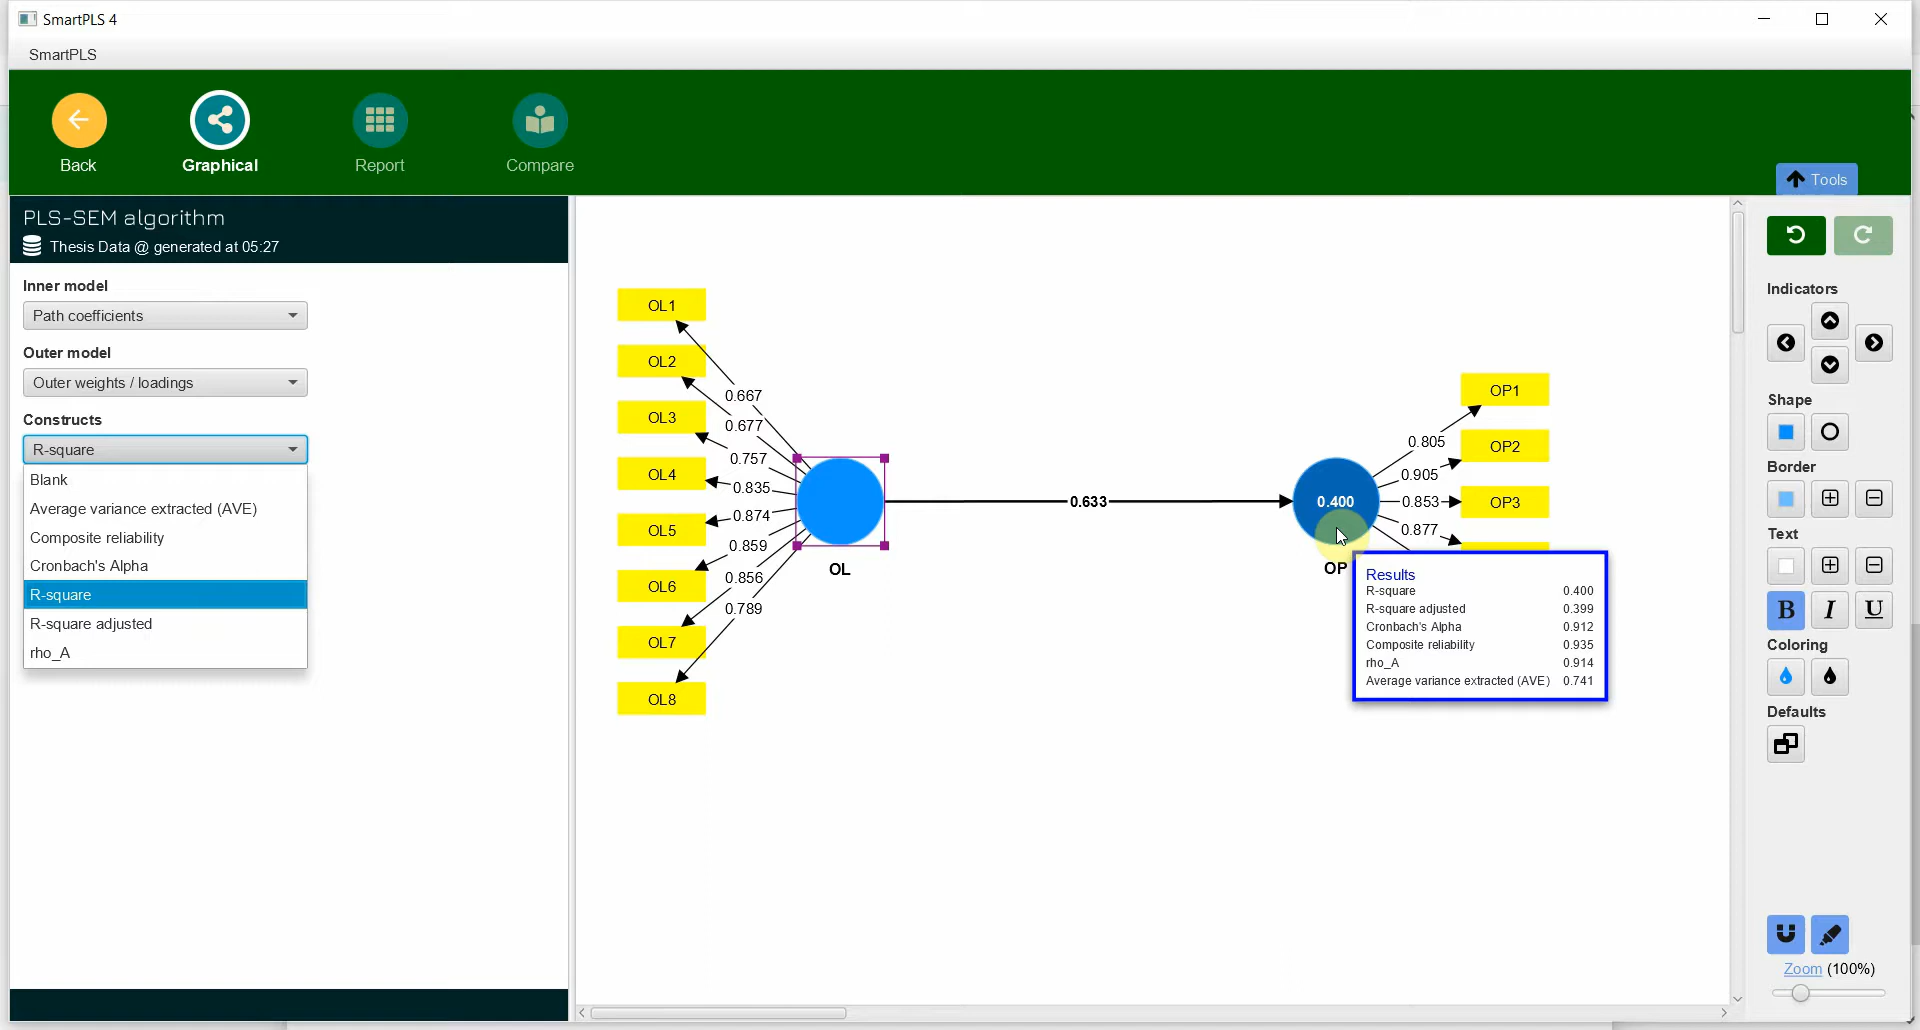 SmartPLS 4
SmartPLS
Back
Graphical
Report
Compare
Tools
PLS-SEM algorithm
Thesis Data @ generated at 05:27
Inner model
Path coefficients
Outer model
Outer weights / loadings
Constructs
R-square
Blank
Average variance extracted (AVE)
Composite reliability
Cronbach's Alpha
R-square
R-square adjusted
rho_A
OL1
OL2
OL3
OL4
OL5
OL6
OL7
OL8
0.667
0.677
0.757
0.835
0.874
0.859
0.856
0.789
OL
0.633
0.400
OP
0.805
0.905
0.853
0.877
OP1
OP2
OP3
Results
R-square 0.400
R-square adjusted 0.399
Cronbach's Alpha 0.912
Composite reliability 0.935
rho_A 0.914
Average variance extracted (AVE) 0.741
Indicators
Shape
Border
Text
B I U
Coloring
Defaults
Zoom (100%)